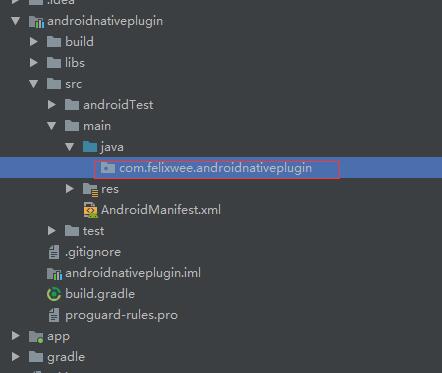 .idea
androidnativeplugin
build
libs
src
androidTest
main
java
com.felixwee.androidnativeplugin
res
AndroidManifest.xml
test
.gitignore
androidnativeplugin.iml
build.gradle
proguard-rules.pro
app
gradle